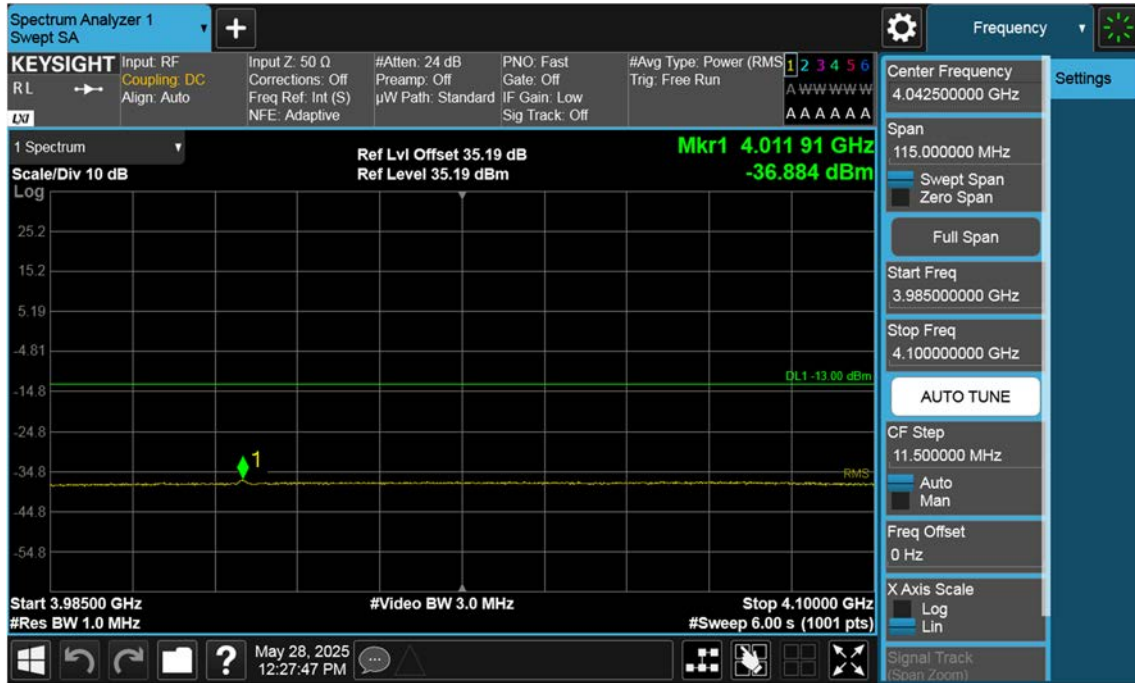 Spectrum Analyzer 1
Swept SA
Frequency
KEYSIGHT
RL
LXI
Input: RF
Coupling: DC
Align: Auto
Input Z: 50 Ω
Corrections: Off
Freq Ref: Int (S)
NFE: Adaptive
#Atten: 24 dB
Preamp: Off
µW Path: Standard
PNO: Fast
Gate: Off
IF Gain: Low
Sig Track: Off
#Avg Type: Power (RMS
Trig: Free Run
1 2 3 4 5 6
A W W W W W
A A A A A A
1 Spectrum
Scale/Div 10 dB
Log
Ref Lvl Offset 35.19 dB
Ref Level 35.19 dBm
Mkr1 4.011 91 GHz
-36.884 dBm
25.2
15.2
5.19
-4.81
DL1 -13.00 dBm
-14.8
-24.8
1
-34.8
RMS
-44.8
-54.8
Start 3.98500 GHz
#Video BW 3.0 MHz
Stop 4.10000 GHz
#Res BW 1.0 MHz
#Sweep 6.00 s (1001 pts)
?
May 28, 2025
12:27:47 PM
Settings
Center Frequency
4.042500000 GHz
Span
115.000000 MHz
Swept Span
Zero Span
Full Span
Start Freq
3.985000000 GHz
Stop Freq
4.100000000 GHz
AUTO TUNE
CF Step
11.500000 MHz
Auto
Man
Freq Offset
0 Hz
X Axis Scale
Log
Lin
Signal Track
(Span Zoom)